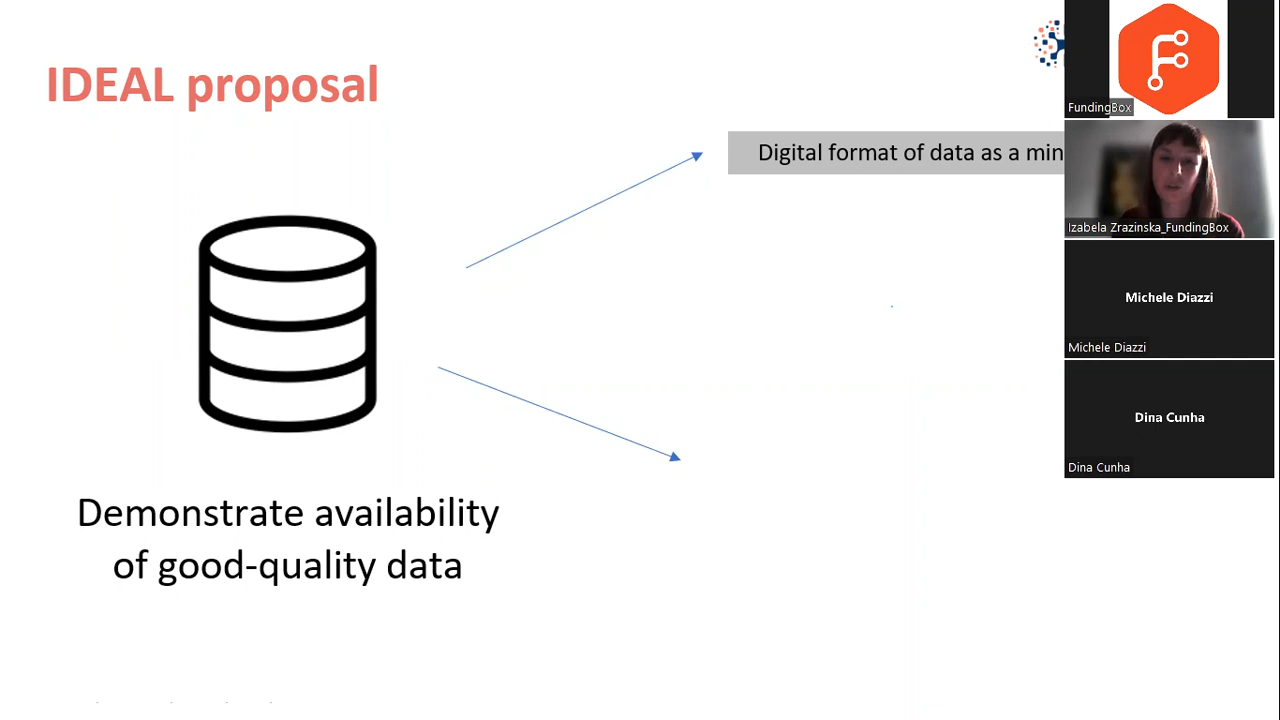 IDEAL proposal
Digital format of data as a min
Demonstrate availability
of good-quality data
FundingBox
Izabela Zrazinska_FundingBox
Michele Diazzi
Michele Diazzi
Dina Cunha
Dina Cunha